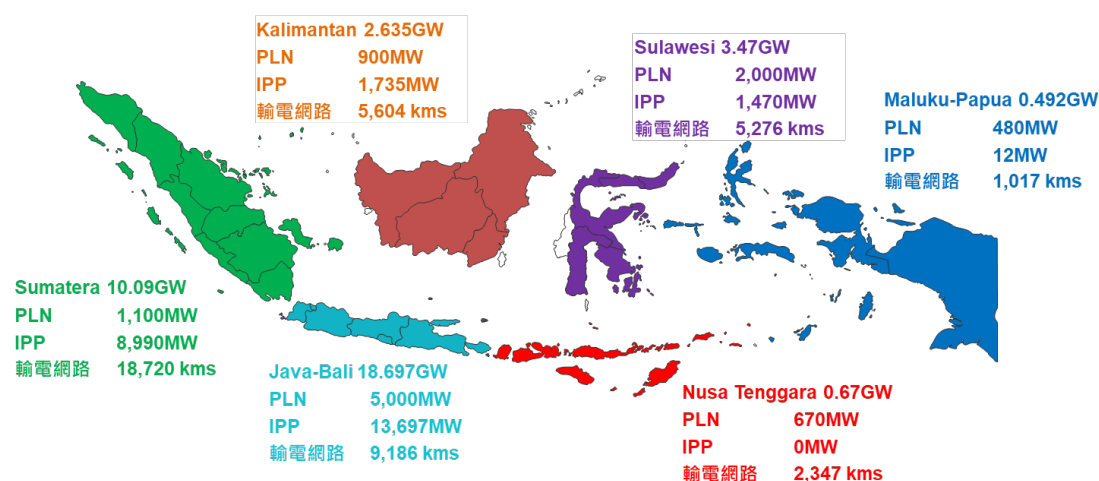 Kalimantan 2.635GW
PLN 900MW
IPP 1,735MW
輸電網路 5,604 kms
Sulawesi 3.47GW
PLN 2,000MW
IPP 1,470MW
輸電網路 5,276 kms
Maluku-Papua 0.492GW
PLN 480MW
IPP 12MW
輸電網路 1,017 kms
Sumatera 10.09GW
PLN 1,100MW
IPP 8,990MW
輸電網路 18,720 kms
Java-Bali 18.697GW
PLN 5,000MW
IPP 13,697MW
輸電網路 9,186 kms
Nusa Tenggara 0.67GW
PLN 670MW
IPP 0MW
輸電網路 2,347 kms